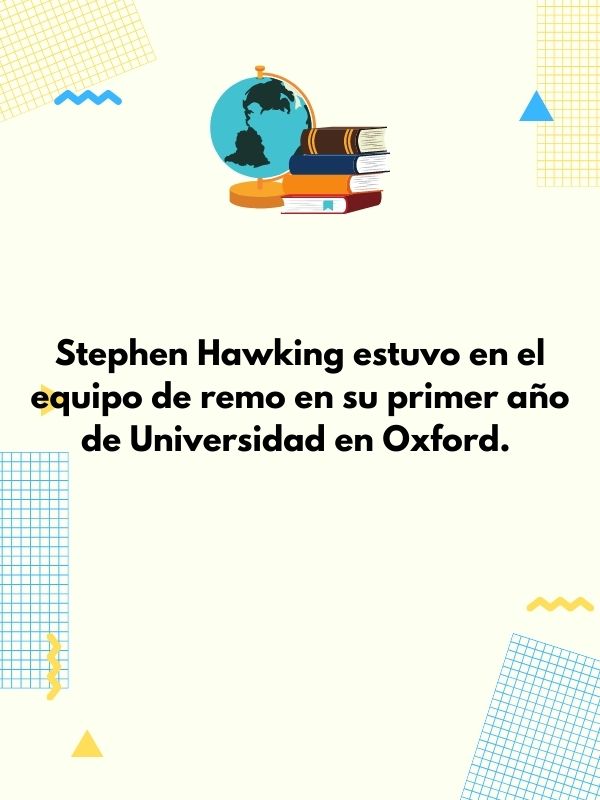 Stephen Hawking estuvo en el
equipo de remo en su primer año
de Universidad en Oxford.